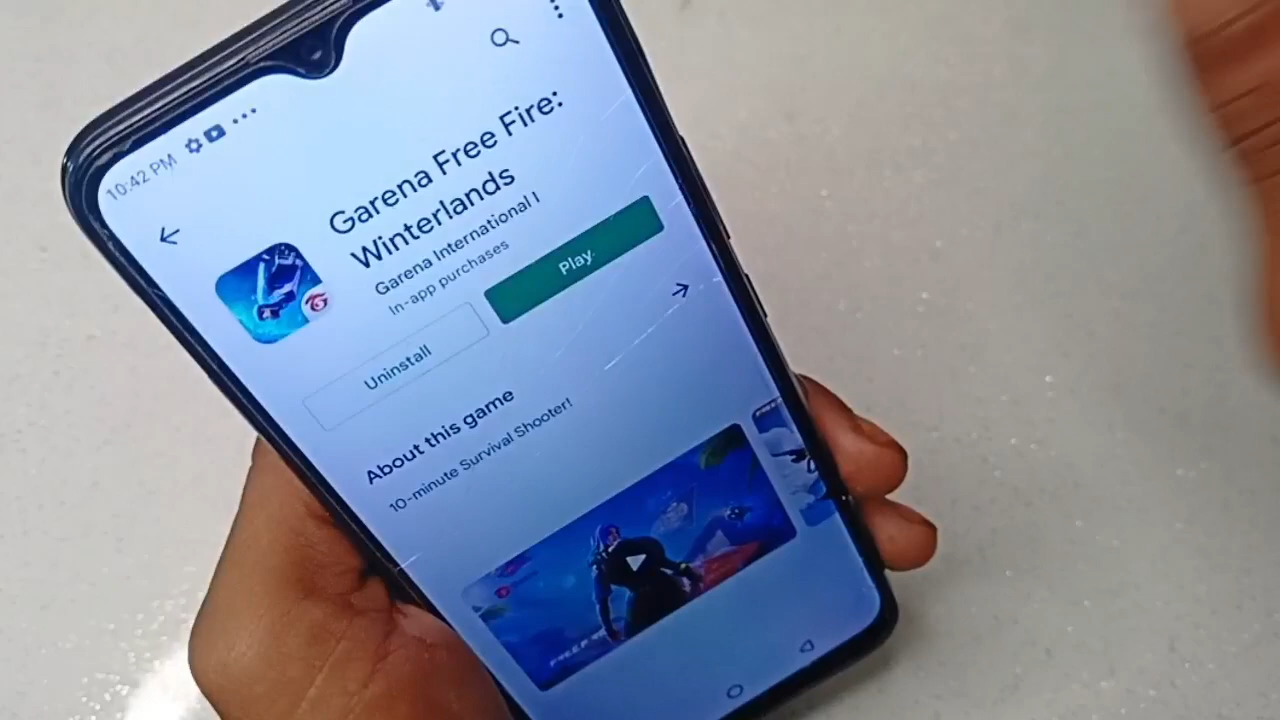 10:42 PM
Garena Free Fire:
Winterlands
Garena International I
In-app purchases
Uninstall
Play
About this game
10-minute Survival Shooter!